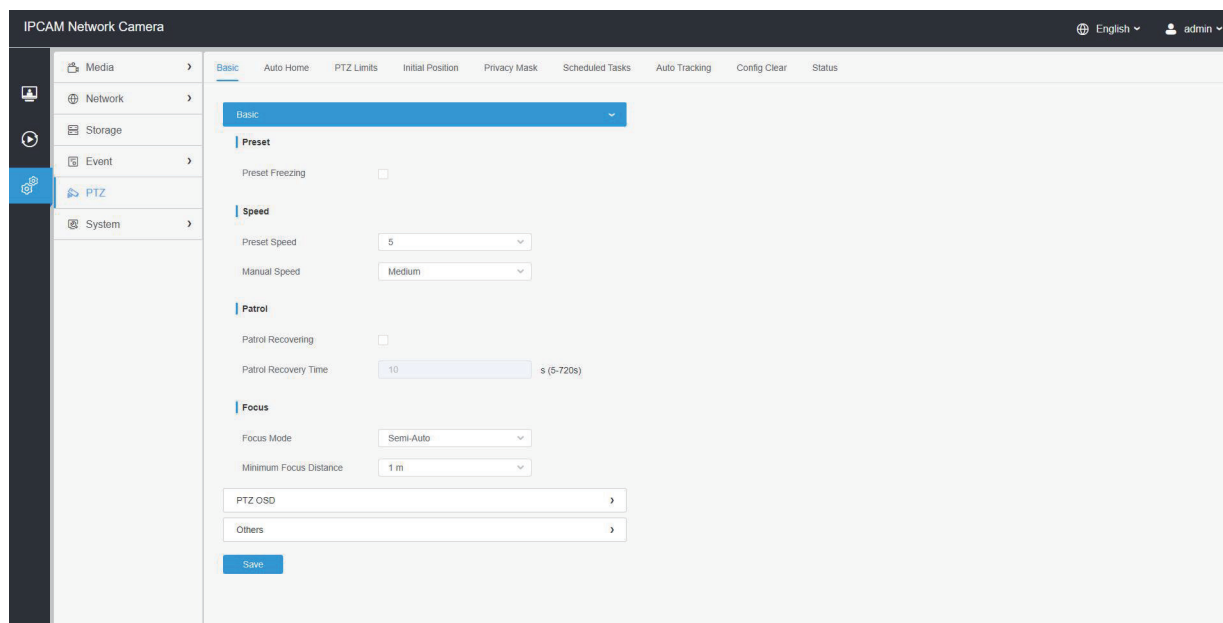 IPCAM Network Camera
English
admin
Media
Network
Storage
Event
PTZ
System
Basic Auto Home PTZ Limits Initial Position Privacy Mask Scheduled Tasks Auto Tracking Config Clear Status
Basic
Preset
Preset Freezing
Speed
Preset Speed 5
Manual Speed Medium
Patrol
Patrol Recovering
Patrol Recovery Time 10 s (5-720s)
Focus
Focus Mode Semi-Auto
Minimum Focus Distance 1 m
PTZ OSD
Others
Save